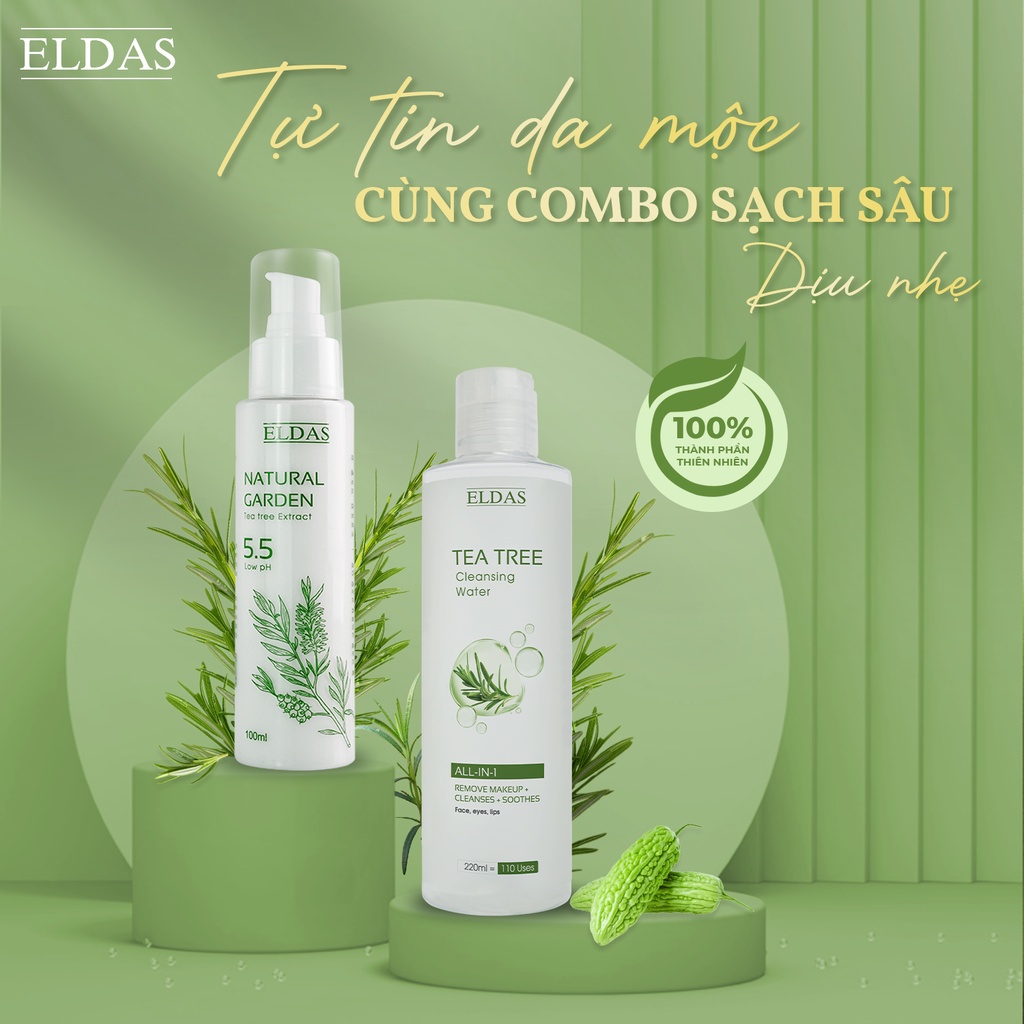 ELDAS
Tự tin da mộc
CÙNG COMBO SẠCH SÂU
Dịu nhẹ
100%
THÀNH PHẦN
THIÊN NHIÊN
ELDAS
NATURAL
GARDEN
Tea tree Extract
5.5
Low pH
100ml
ELDAS
TEA TREE
Cleansing
Water
ALL-IN-1
REMOVE MAKEUP +
CLEANSES + SOOTHES
Face, eyes, lips
220ml = 110 Uses